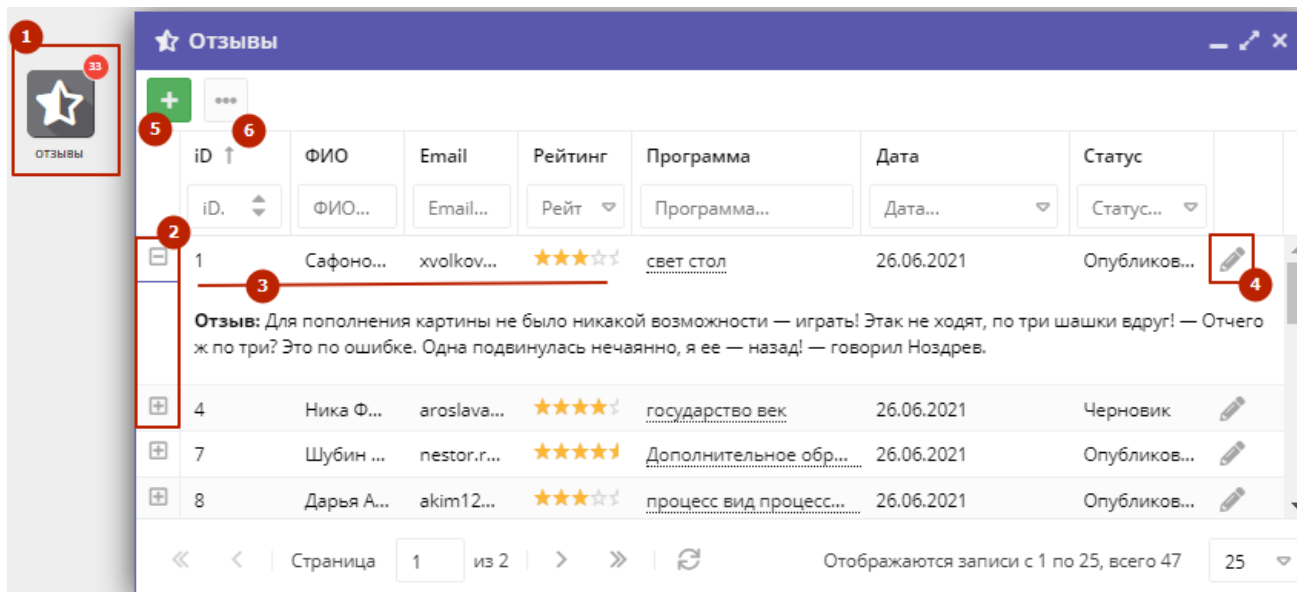 1
33
отзывы
Отзывы
5
6
iD ↑ ФИО Email Рейтинг Программа Дата Статус
iD. ФИО... Email... Рейт Программа... Дата... Статус...
2
1 Сафоно... xvolkov... свет стол 26.06.2021 Опубликов...
3
4
Отзыв: Для пополнения картины не было никакой возможности — играть! Этак не ходят, по три шашки вдруг! — Отчего
ж по три? Это по ошибке. Одна подвинулась нечаянно, я ее — назад! — говорил Ноздрев.
4 Ника Ф... aroslava... государство век 26.06.2021 Черновик
7 Шубин ... nestor.r... Дополнительное обр... 26.06.2021 Опубликов...
8 Дарья А... akim12... процесс вид процесс... 26.06.2021 Опубликов...
Страница 1 из 2 Отображаются записи с 1 по 25, всего 47 25